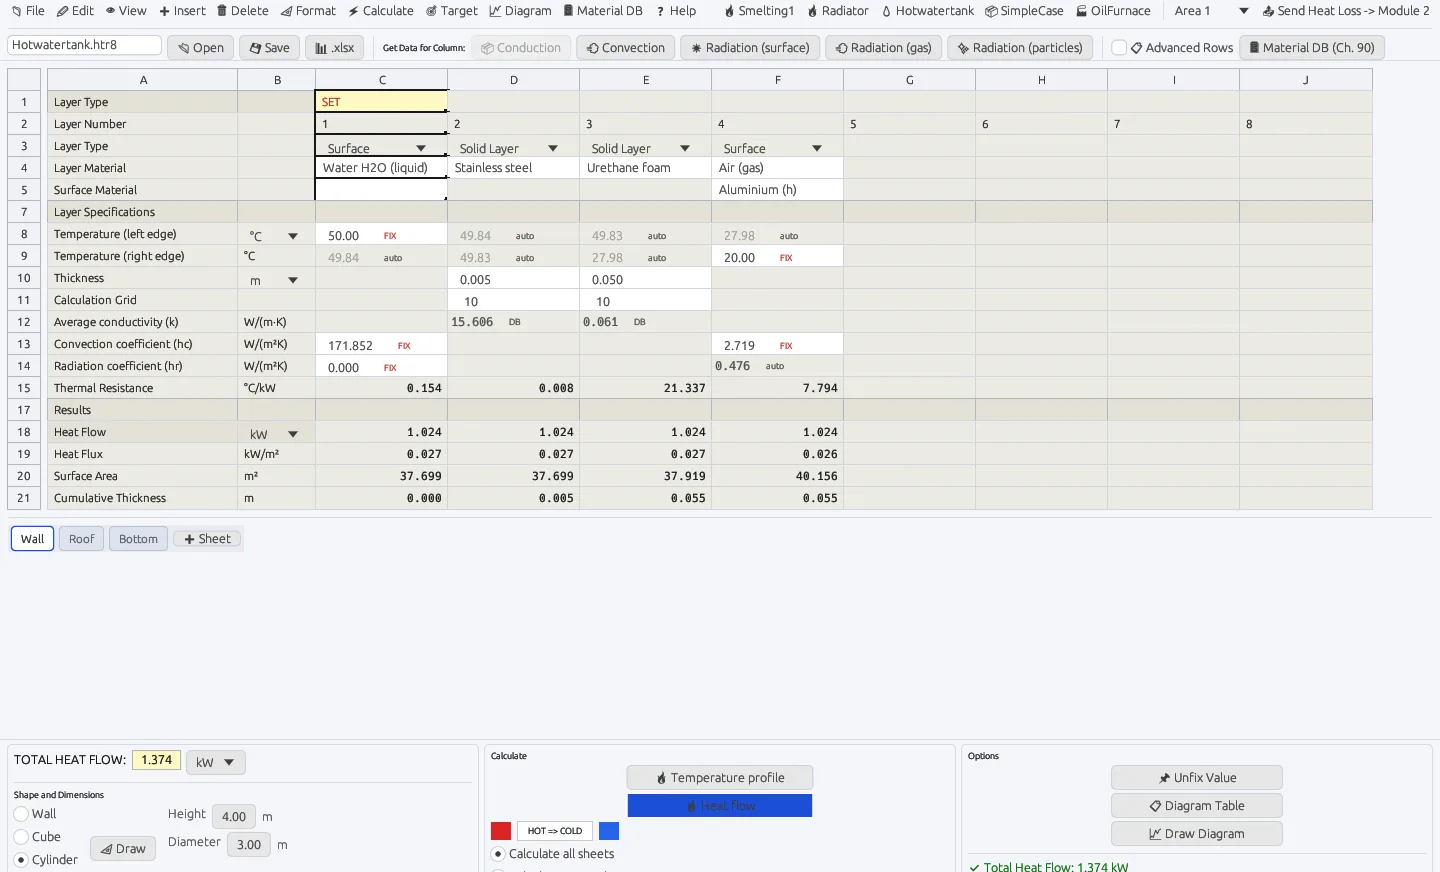 File Edit View Insert Delete Format Calculate Target Diagram Material DB ? Help Smelting1 Radiator Hotwatertank SimpleCase OilFurnace Area 1 Send Heat Loss -> Module 2
Hotwatertank.htr8 Open Save .xlsx Get Data for Column: Conduction Convection Radiation (surface) Radiation (gas) Radiation (particles) Advanced Rows Material DB (Ch. 90)
A B C D E F G H I J
1 Layer Type SET
2 Layer Number 1 2 3 4 5 6 7 8
3 Layer Type Surface Solid Layer Solid Layer Surface
4 Layer Material Water H2O (liquid) Stainless steel Urethane foam Air (gas)
5 Surface Material Aluminium (h)
7 Layer Specifications
8 Temperature (left edge) °C 50.00 FIX 49.84 auto 49.83 auto 27.98 auto
9 Temperature (right edge) °C 49.84 auto 49.83 auto 27.98 auto 20.00 FIX
10 Thickness m 0.005 0.050
11 Calculation Grid 10 10
12 Average conductivity (k) W/(m·K) 15.606 DB 0.061 DB
13 Convection coefficient (hc) W/(m²K) 171.852 FIX 2.719 FIX
14 Radiation coefficient (hr) W/(m²K) 0.000 FIX 0.476 auto
15 Thermal Resistance °C/kW 0.154 0.008 21.337 7.794
17 Results
18 Heat Flow kW 1.024 1.024 1.024 1.024
19 Heat Flux kW/m² 0.027 0.027 0.027 0.026
20 Surface Area m² 37.699 37.699 37.919 40.156
21 Cumulative Thickness m 0.000 0.005 0.055 0.055
Wall Roof Bottom + Sheet
TOTAL HEAT FLOW: 1.374 kW
Shape and Dimensions
Wall
Cube
Cylinder
Draw
Height 4.00 m
Diameter 3.00 m
Calculate
Temperature profile
Heat flow
HOT => COLD
Calculate all sheets
Options
Unfix Value
Diagram Table
Draw Diagram
✓ Total Heat Flow: 1.374 kW